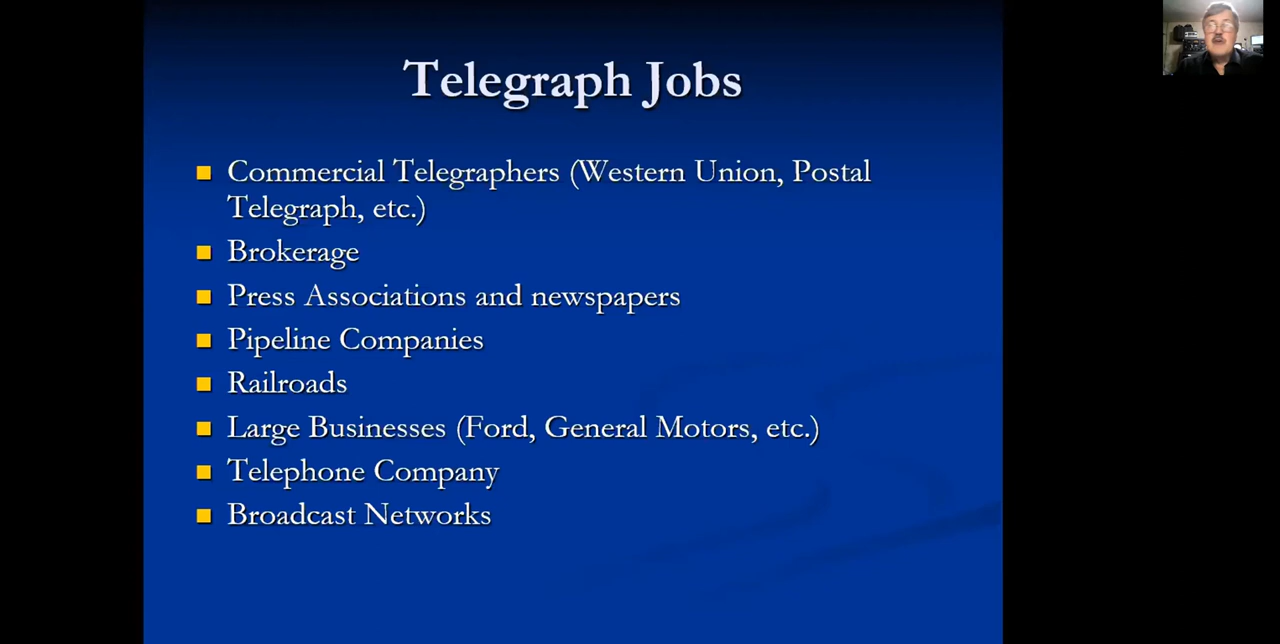 Telegraph Jobs
Commercial Telegraphers (Western Union, Postal
Telegraph, etc.)
Brokerage
Press Associations and newspapers
Pipeline Companies
Railroads
Large Businesses (Ford, General Motors, etc.)
Telephone Company
Broadcast Networks